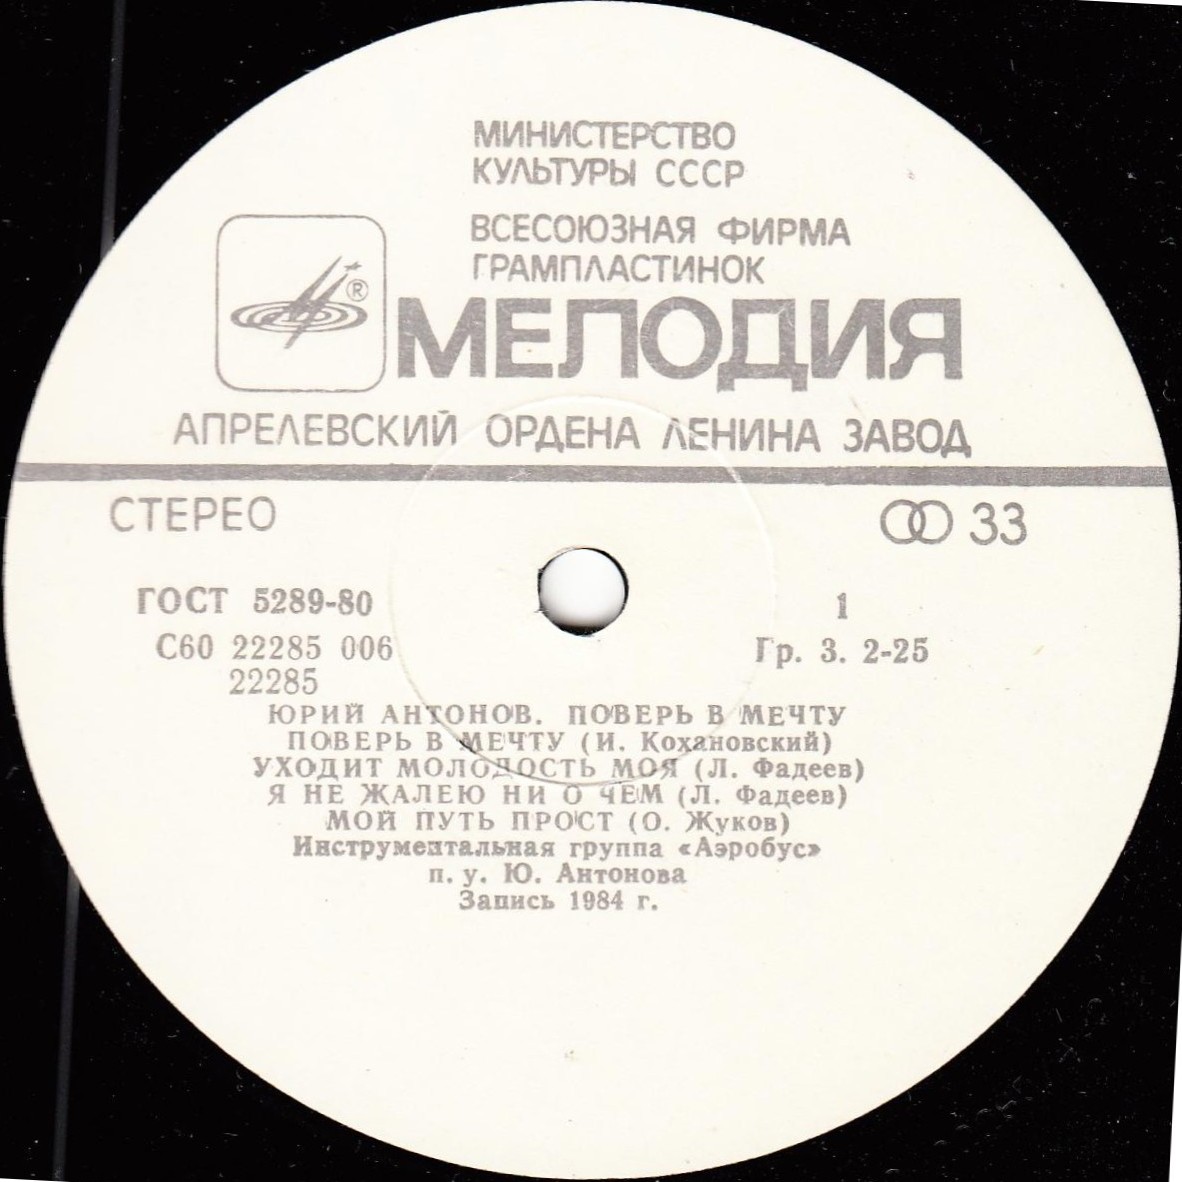 МИНИСТЕРСТВО
КУЛЬТУРЫ СССР
ВСЕСОЮЗНАЯ ФИРМА
ГРАМПЛАСТИНОК
®
МЕЛОДИЯ
АПРЕЛЕВСКИЙ ОРДЕНА ЛЕНИНА ЗАВОД
СТЕРЕО 33
ГОСТ 5289-80 1
С60 22285 006 Гр. 3. 2-25
22285
ЮРИЙ АНТОНОВ. ПОВЕРЬ В МЕЧТУ
ПОВЕРЬ В МЕЧТУ (И. Кохановский)
УХОДИТ МОЛОДОСТЬ МОЯ (Л. Фадеев)
Я НЕ ЖАЛЕЮ НИ О ЧЕМ (Л. Фадеев)
МОЙ ПУТЬ ПРОСТ (О. Жуков)
Инструментальная группа «Аэробус»
п. у. Ю. Антонова
Запись 1984 г.